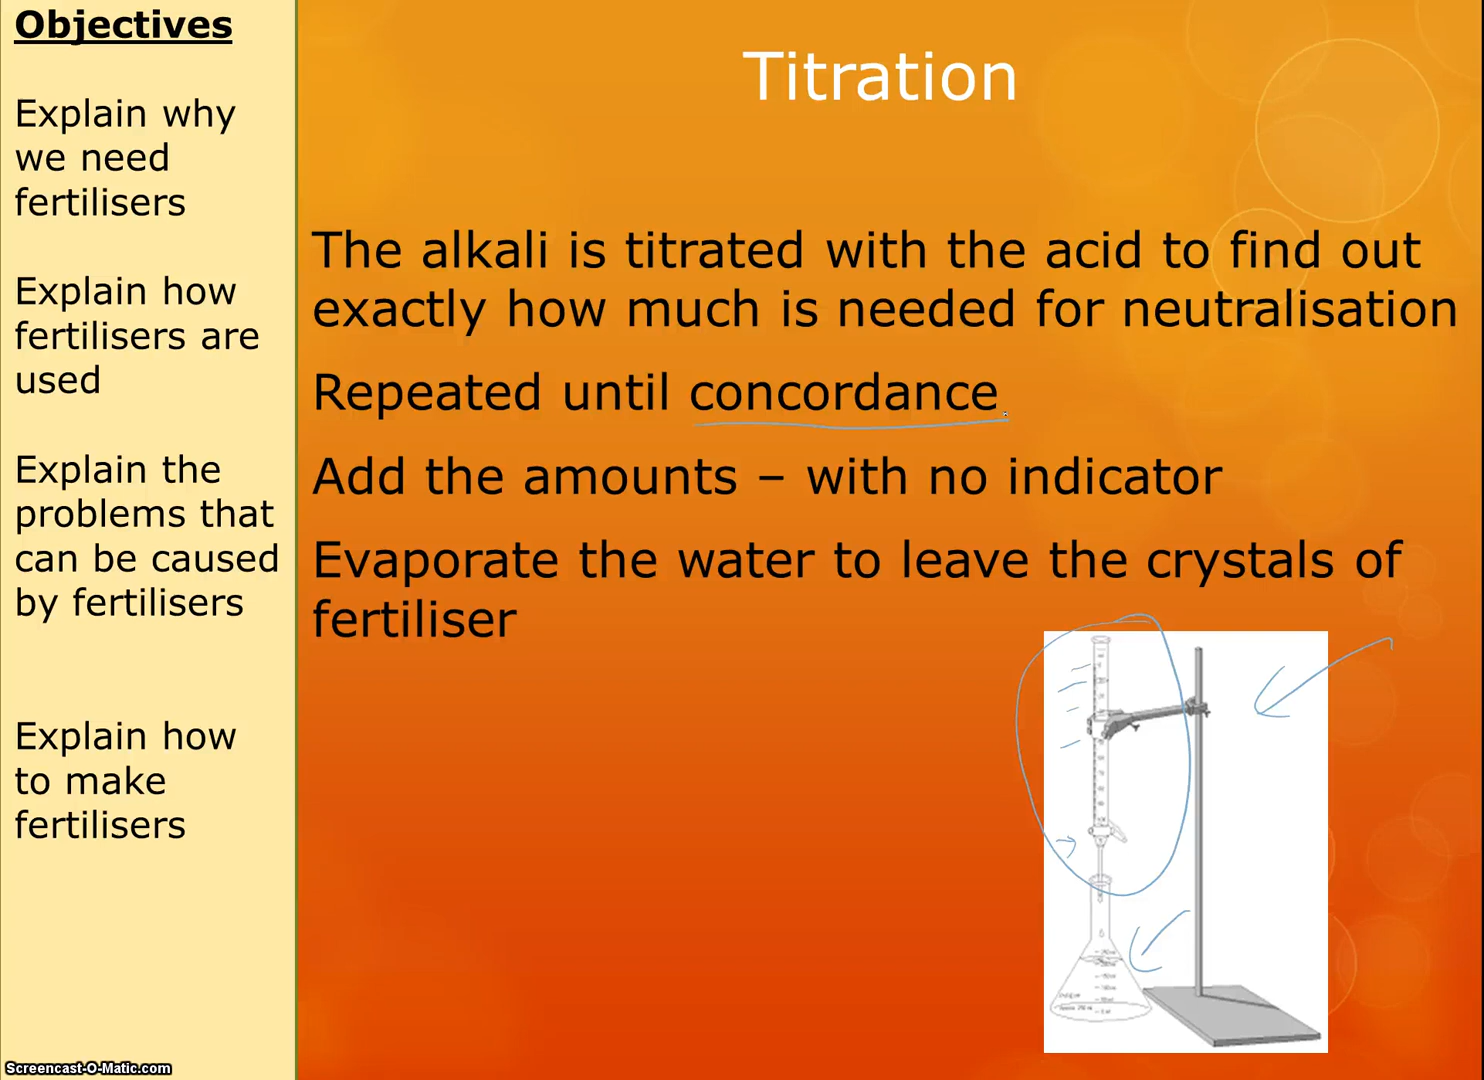 Objectives
Explain why
we need
fertilisers
Explain how
fertilisers are
used
Explain the
problems that
can be caused
by fertilisers
Explain how
to make
fertilisers
Titration
The alkali is titrated with the acid to find out
exactly how much is needed for neutralisation
Repeated until concordance
Add the amounts – with no indicator
Evaporate the water to leave the crystals of
fertiliser
Screencast-O-Matic.com